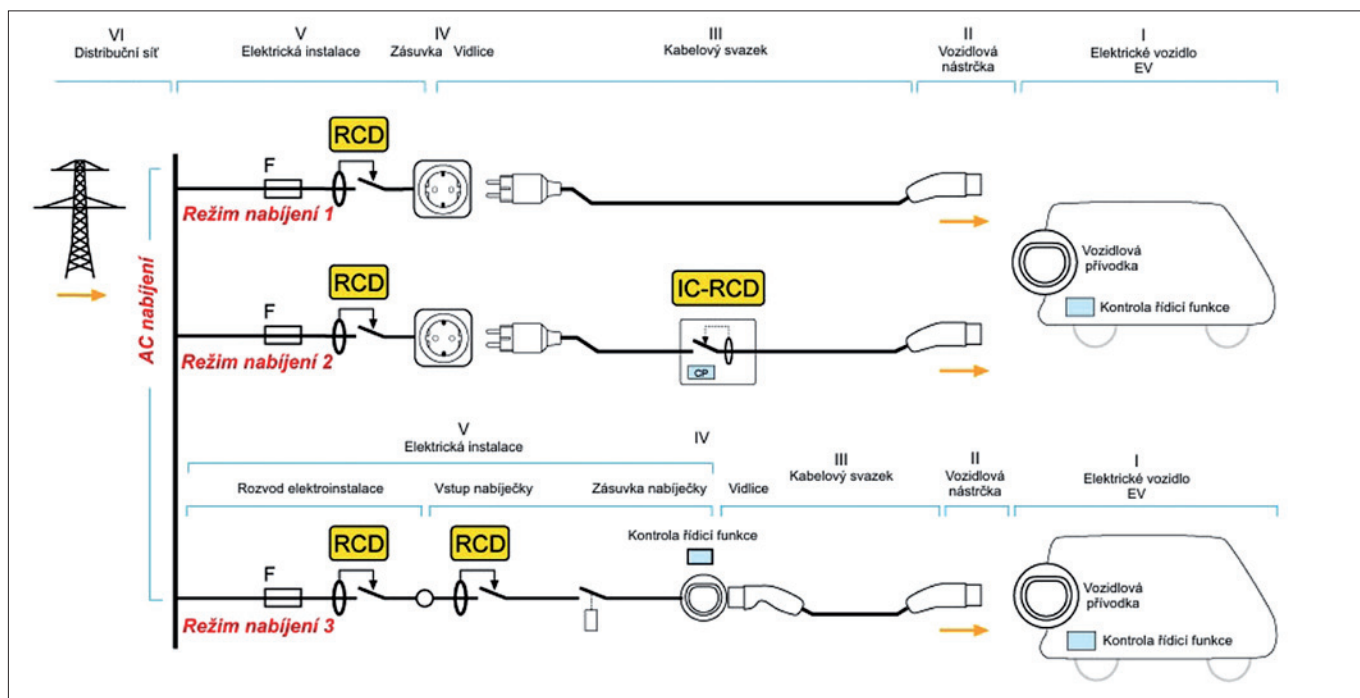 VI
Distribuční síť
V
Elektrická instalace
IV
Zásuvka Vidlice
III
Kabelový svazek
II
Vozidlová
nástrčka
I
Elektrické vozidlo
EV
RCD
F
Režim nabíjení 1
AC nabíjení
RCD
F
Režim nabíjení 2
IC-RCD
CP
Vozidlová
přívodka
Kontrola řídicí funkce
V
Elektrická instalace
IV
III
Kabelový svazek
II
Vozidlová
nástrčka
I
Elektrické vozidlo
EV
Rozvod elektroinstalace
Vstup nabíječky
Zásuvka nabíječky
Vidlice
RCD
RCD
Kontrola řídicí funkce
F
Režim nabíjení 3
Vozidlová
přívodka
Kontrola řídicí funkce